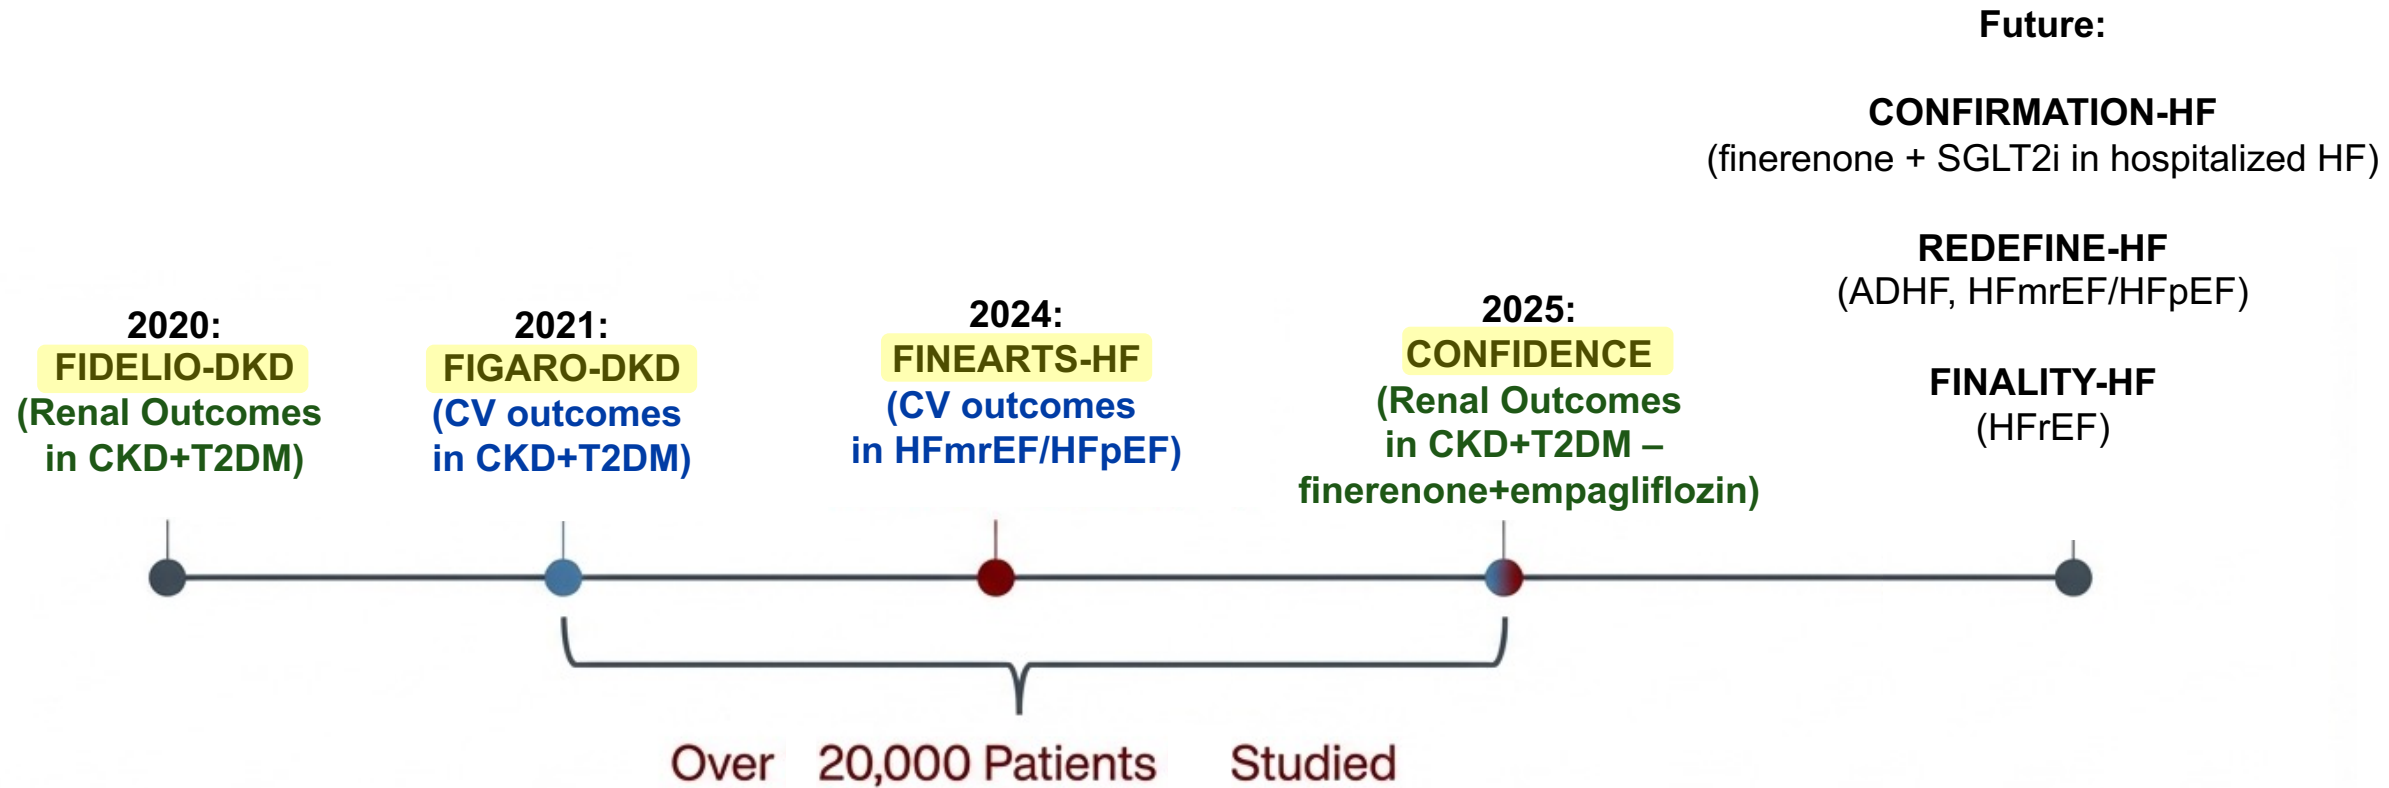 2020:
FIDELIO-DKD
(Renal Outcomes
in CKD+T2DM)
2021:
FIGARO-DKD
(CV outcomes
in CKD+T2DM)
2024:
FINEARTS-HF
(CV outcomes
in HFmrEF/HFpEF)
2025:
CONFIDENCE
(Renal Outcomes
in CKD+T2DM –
finerenone+empagliflozin)
Future:
CONFIRMATION-HF
(finerenone + SGLT2i in hospitalized HF)
REDEFINE-HF
(ADHF, HFmrEF/HFpEF)
FINALITY-HF
(HFrEF)
Over 20,000 Patients Studied